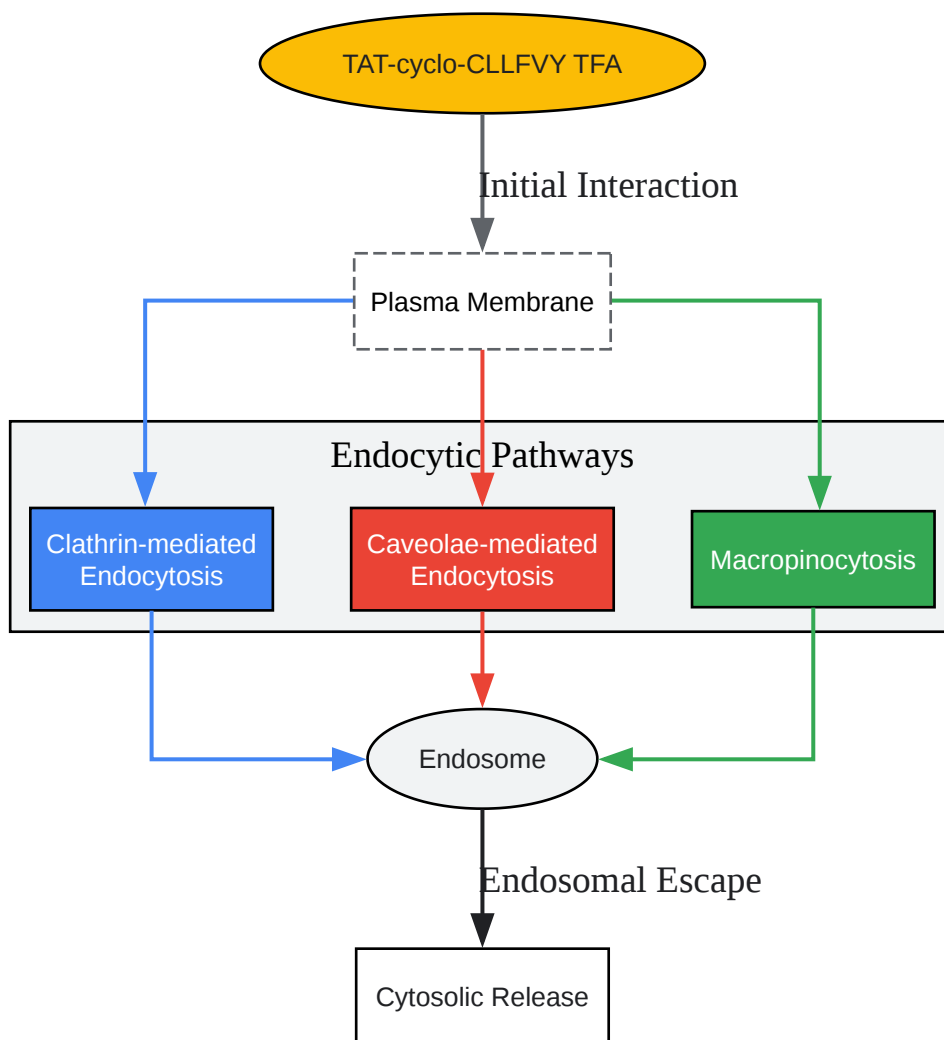 TAT-cyclo-CLLFVY TFA
Initial Interaction
Plasma Membrane
Endocytic Pathways
Clathrin-mediated
Endocytosis
Caveolae-mediated
Endocytosis
Macropinocytosis
Endosome
Endosomal Escape
Cytosolic Release